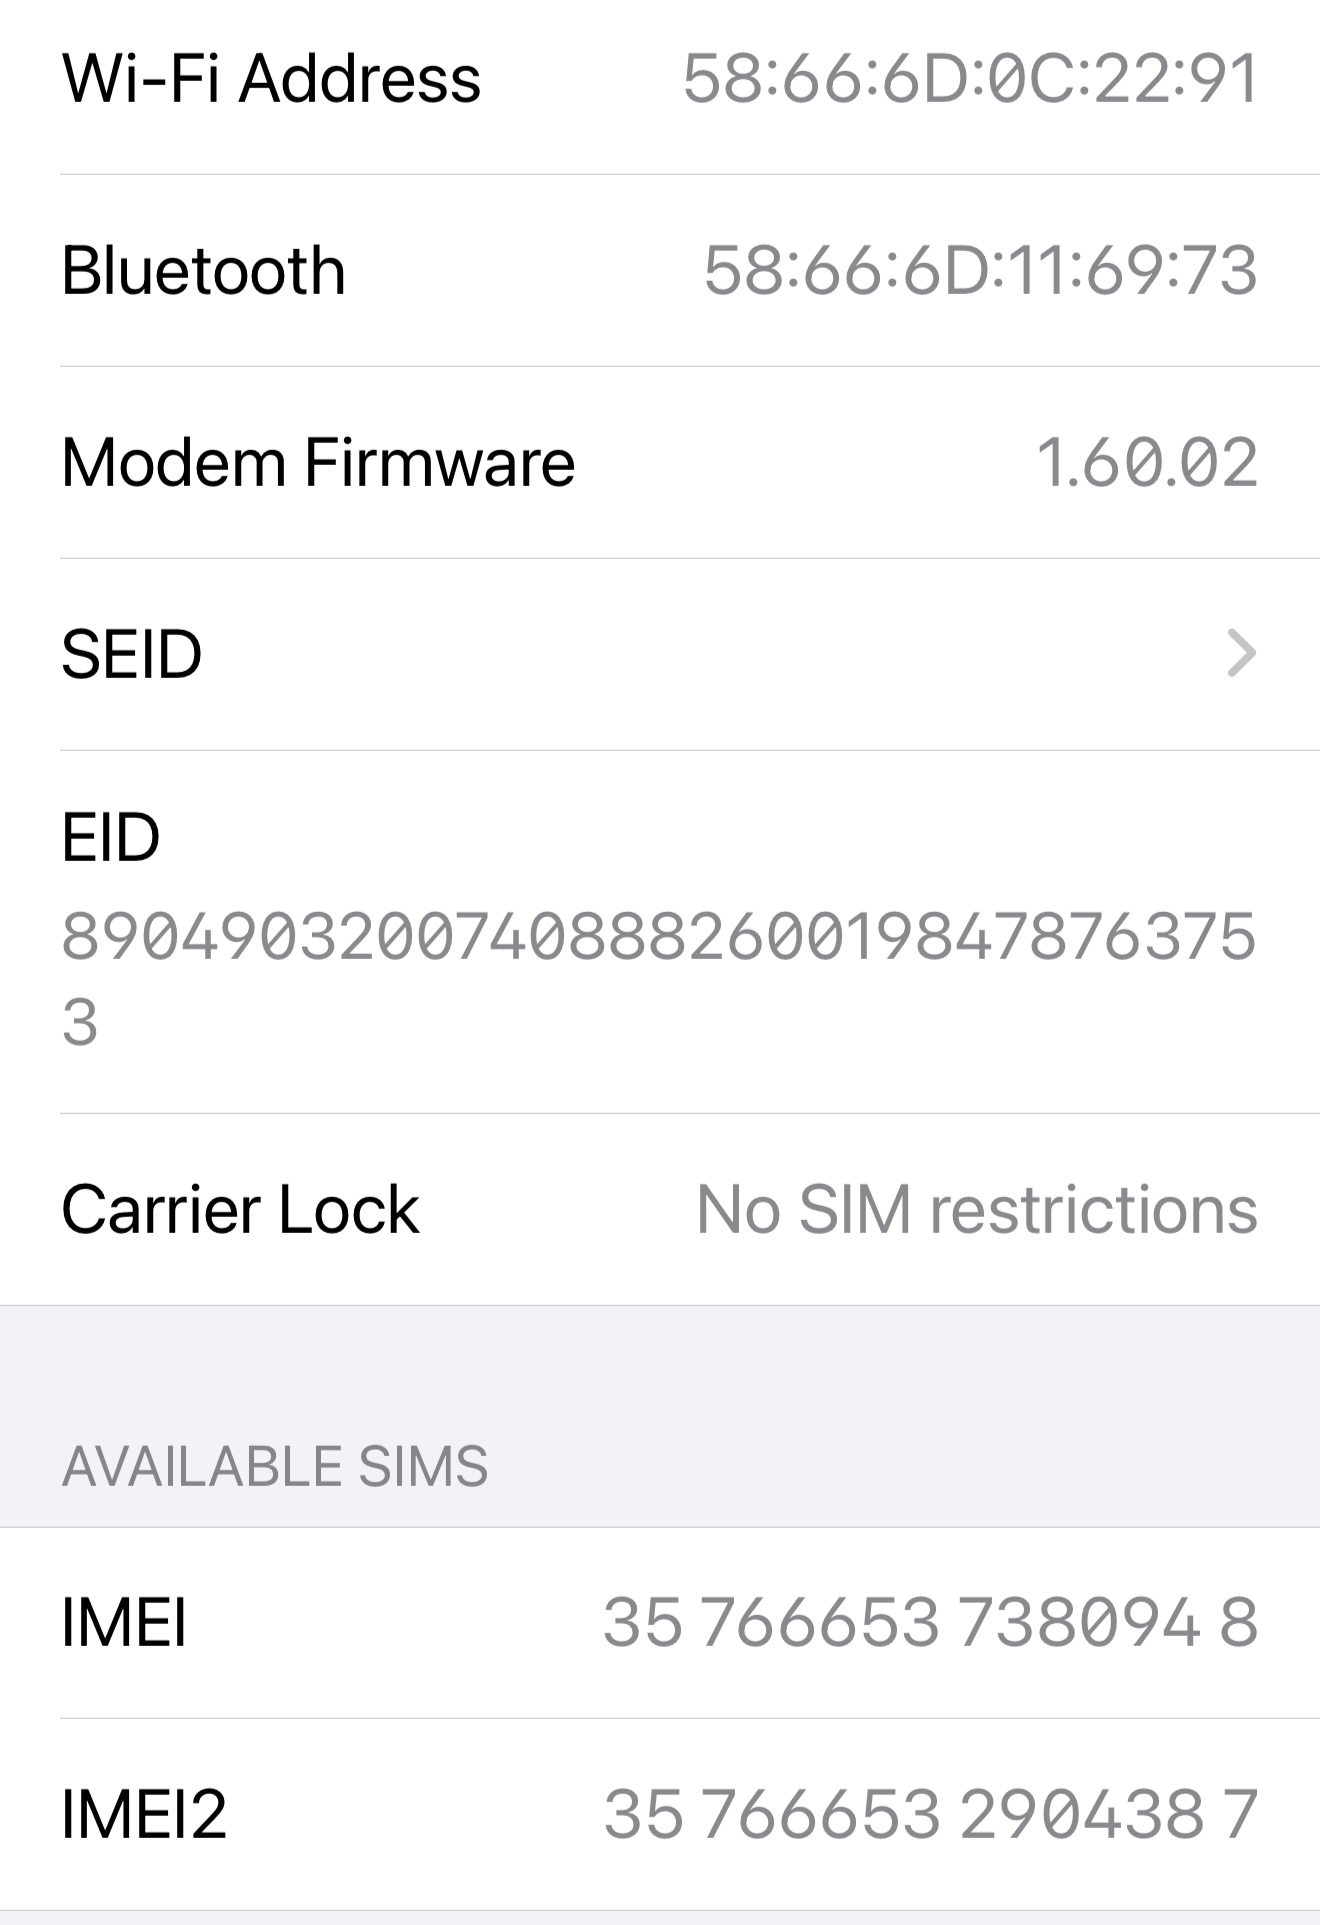 Wi-Fi Address 58:66:6D:0C:22:91
Bluetooth 58:66:6D:11:69:73
Modem Firmware 1.60.02
SEID
EID
8904903200740888260019847876375
3
Carrier Lock No SIM restrictions
AVAILABLE SIMS
IMEI 35 766653 738094 8
IMEI2 35 766653 290438 7